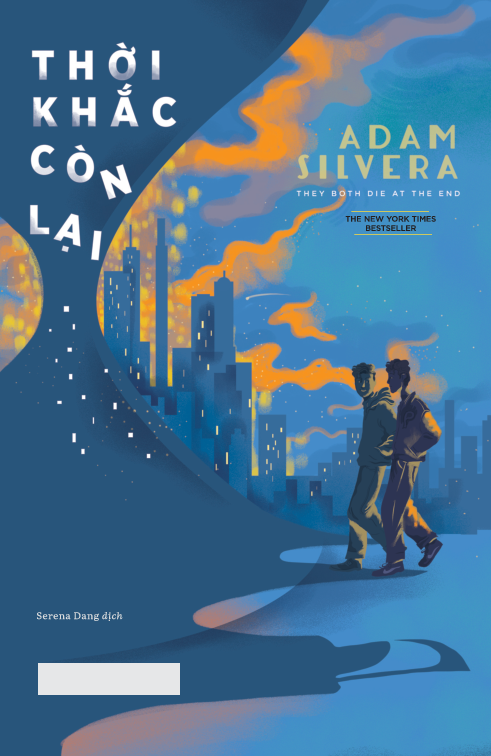 THỜI
KHẮC
CÒN
LẠI
ADAM
SILVERA
THEY BOTH DIE AT THE END
THE NEW YORK TIMES
BESTSELLER
Serena Dang dịch